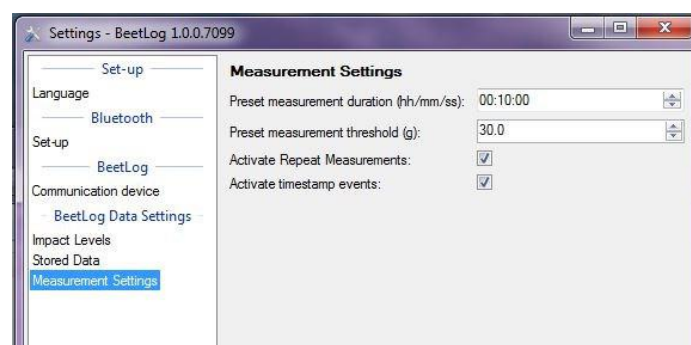 Settings - BeetLog 1.0.0.7099
Set-up
Language
Bluetooth
Set-up
BeetLog
Communication device
BeetLog Data Settings
Impact Levels
Stored Data
Measurement Settings
Measurement Settings
Preset measurement duration (hh/mm/ss): 00:10:00
Preset measurement threshold (g): 30.0
Activate Repeat Measurements:
Activate timestamp events: